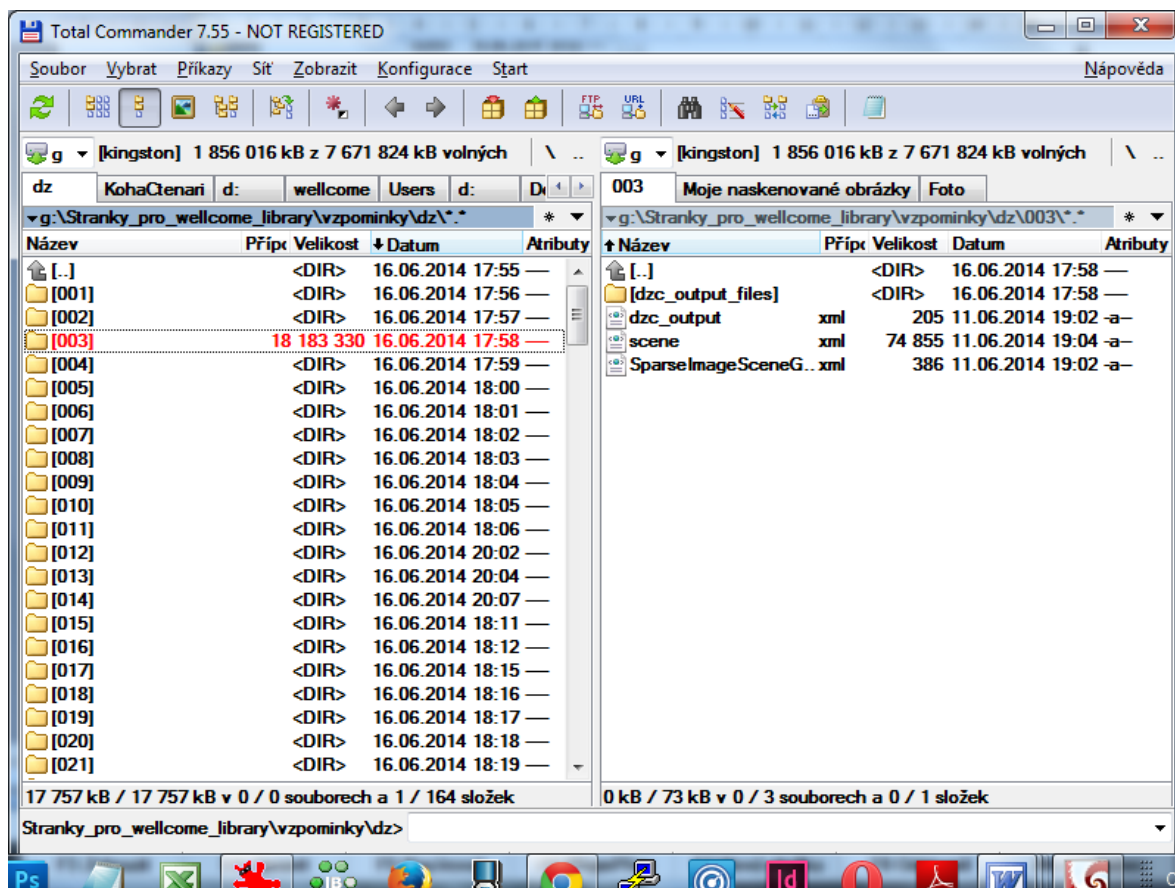 Total Commander 7.55 - NOT REGISTERED
Soubor Vybrat Příkazy Síť Zobrazit Konfigurace Start Nápověda
FTP URL
g [kingston] 1 856 016 kB z 7 671 824 kB volných \ ..
dz KohaCtenari d: wellcome Users d:
g:\Stranky_pro_wellcome_library\vzpominky\dz\*.* *
Název Přípo Velikost Datum Atributy
[..] <DIR> 16.06.2014 17:55 —
[001] <DIR> 16.06.2014 17:56 —
[002] <DIR> 16.06.2014 17:57 —
[003] 18 183 330 16.06.2014 17:58 —
[004] <DIR> 16.06.2014 17:59 —
[005] <DIR> 16.06.2014 18:00 —
[006] <DIR> 16.06.2014 18:01 —
[007] <DIR> 16.06.2014 18:02 —
[008] <DIR> 16.06.2014 18:03 —
[009] <DIR> 16.06.2014 18:04 —
[010] <DIR> 16.06.2014 18:05 —
[011] <DIR> 16.06.2014 18:06 —
[012] <DIR> 16.06.2014 20:02 —
[013] <DIR> 16.06.2014 20:04 —
[014] <DIR> 16.06.2014 20:07 —
[015] <DIR> 16.06.2014 18:11 —
[016] <DIR> 16.06.2014 18:12 —
[017] <DIR> 16.06.2014 18:15 —
[018] <DIR> 16.06.2014 18:16 —
[019] <DIR> 16.06.2014 18:17 —
[020] <DIR> 16.06.2014 18:18 —
[021] <DIR> 16.06.2014 18:19 —
17 757 kB / 17 757 kB v 0 / 0 souborech a 1 / 164 složek
g [kingston] 1 856 016 kB z 7 671 824 kB volných \ ..
003 Moje naskenované obrázky Foto
g:\Stranky_pro_wellcome_library\vzpominky\dz\003\*.* *
Název Přípo Velikost Datum Atributy
[..] <DIR> 16.06.2014 17:58 —
[dzc_output_files] <DIR> 16.06.2014 17:58 —
dzc_output xml 205 11.06.2014 19:02 -a--
scene xml 74 855 11.06.2014 19:04 -a--
SparseImageSceneG.. xml 386 11.06.2014 19:02 -a--
0 kB / 73 kB v 0 / 3 souborech a 0 / 1 složek
Stranky_pro_wellcome_library\vzpominky\dz>
Ps IB Id W